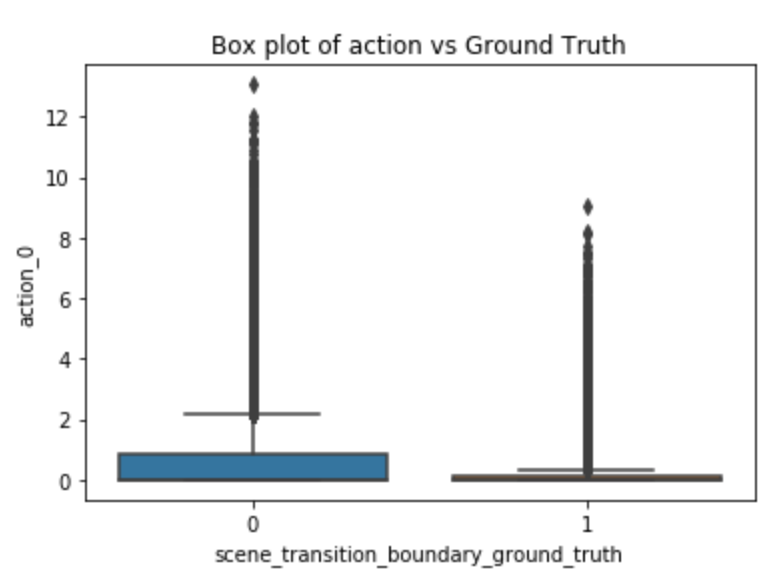 Box plot of action vs Ground Truth
12
10
8
6
4
2
0
action_0
0 1
scene_transition_boundary_ground_truth